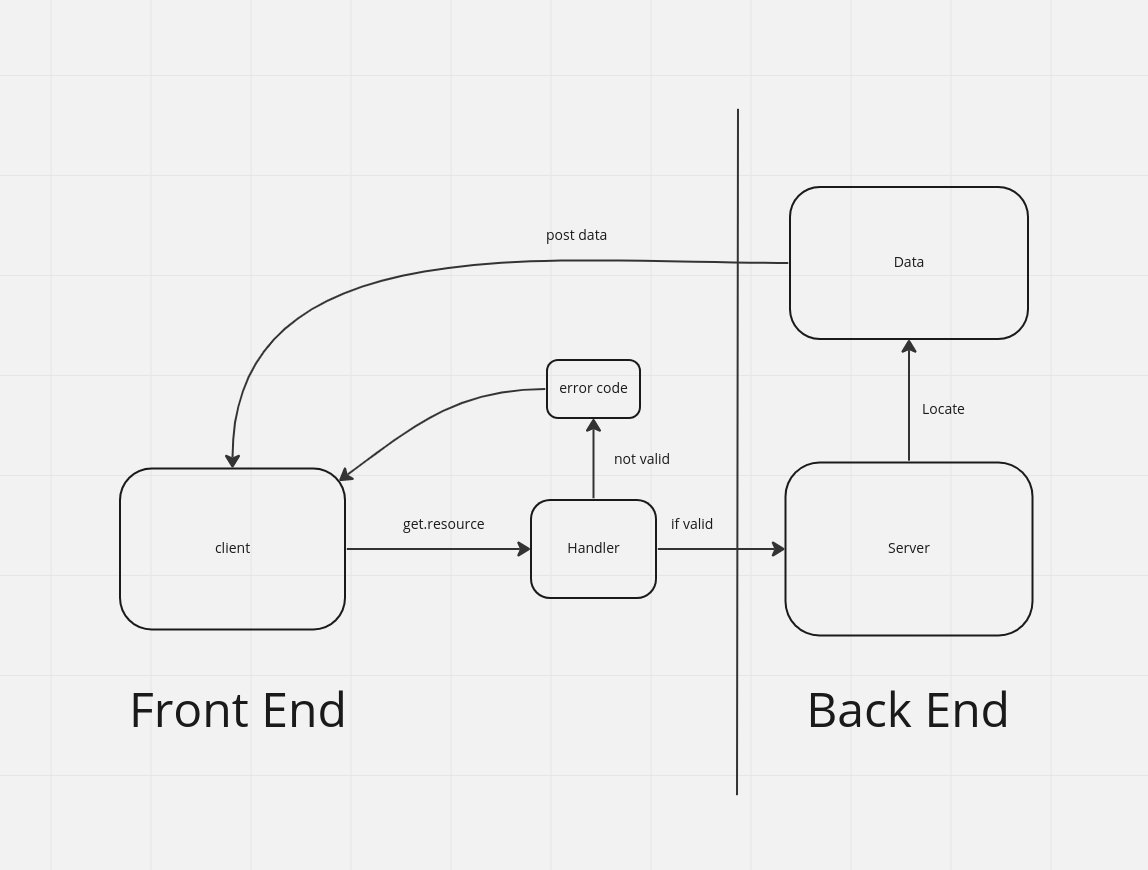 post data
Data
error code
Locate
not valid
get.resource
if valid
client
Handler
Server
Front End
Back End